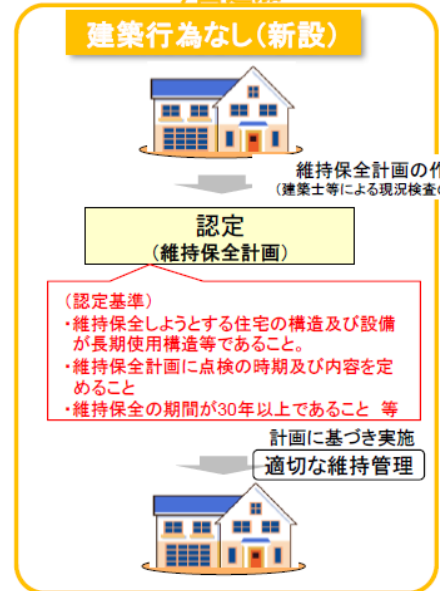 建築行為なし(新設)
維持保全計画の作
(建築士等による現況検査の
認定
(維持保全計画)
(認定基準)
・維持保全しようとする住宅の構造及び設備
が長期使用構造等であること。
・維持保全計画に点検の時期及び内容を定
めること
・維持保全の期間が30年以上であること 等
計画に基づき実施
適切な維持管理